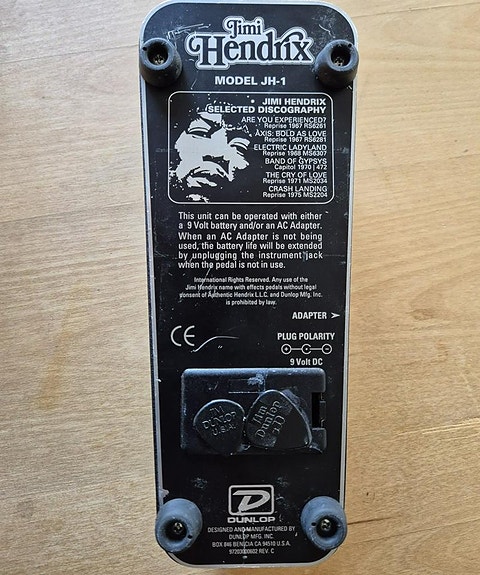 Jimi
Hendrix
MODEL JH-1
JIMI HENDRIX
SELECTED DISCOGRAPHY
ARE YOU EXPERIENCED?
Reprise 1967 RS6261
AXIS: BOLD AS LOVE
Reprise 1967 RS6281
ELECTRIC LADYLAND
Reprise 1968 MS6307
BAND OF GYPSYS
Capitol 1970 | 472
THE CRY OF LOVE
Reprise 1971 MS2034
CRASH LANDING
Reprise 1975 MS2204
This unit can be operated with either
a 9 Volt battery and/or an AC Adapter.
When an AC Adapter is not being
used, the battery life will be extended
by unplugging the instrument jack
when the pedal is not in use.
International Rights Reserved. Any use of the
Jimi Hendrix name with effects pedals without legal
consent of Authentic Hendrix L.L.C. and Dunlop Mfg. Inc.
is prohibited by law.
ADAPTER
CE
PLUG POLARITY
9 Volt DC
JIM
DUNLOP
U.S.A.
Jim
Dunlop
D
DUNLOP
DESIGNED AND MANUFACTURED BY
DUNLOP MFG. INC.
BOX 846 BENICIA CA 94510 U.S.A.
97203000602 REV. C